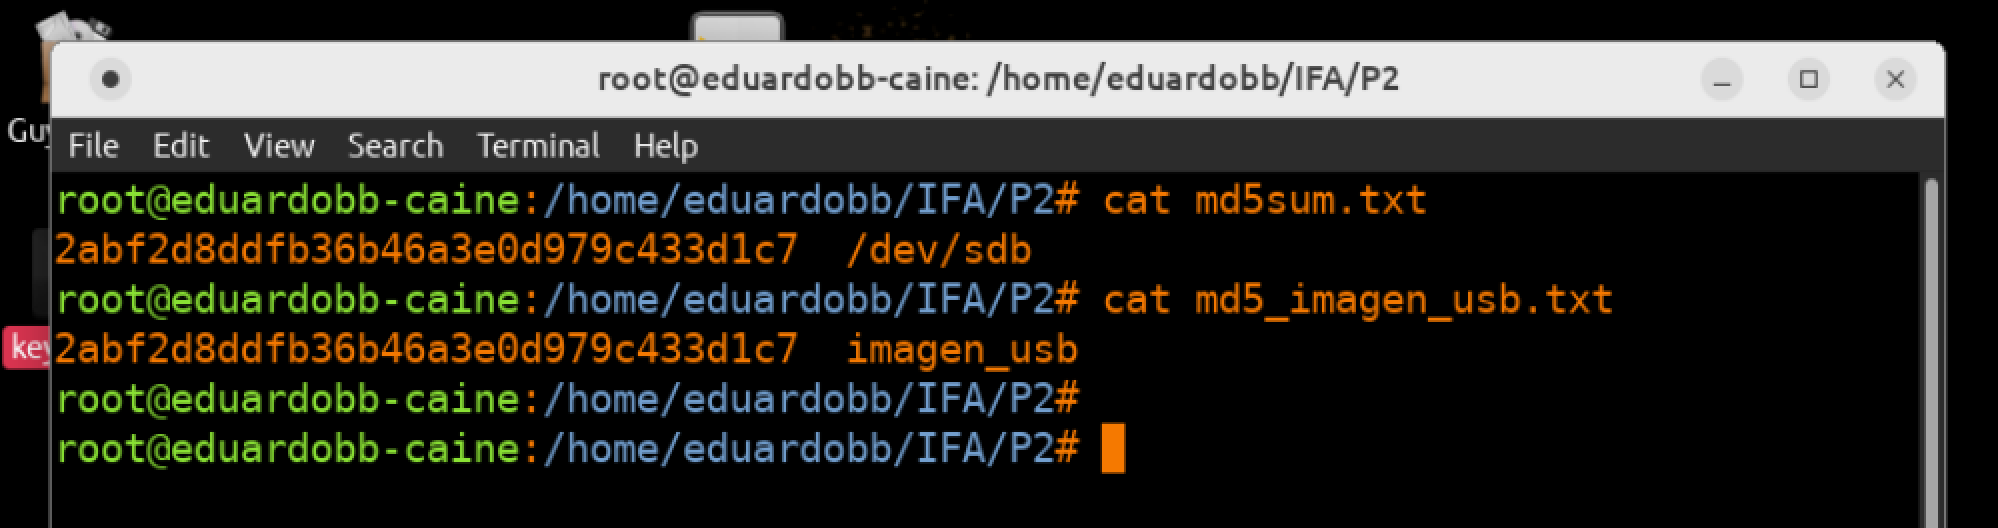 root@eduardobb-caine: /home/eduardobb/IFA/P2
File Edit View Search Terminal Help
root@eduardobb-caine:/home/eduardobb/IFA/P2# cat md5sum.txt
2abf2d8ddfb36b46a3e0d979c433d1c7  /dev/sdb
root@eduardobb-caine:/home/eduardobb/IFA/P2# cat md5_imagen_usb.txt
2abf2d8ddfb36b46a3e0d979c433d1c7  imagen_usb
root@eduardobb-caine:/home/eduardobb/IFA/P2#
root@eduardobb-caine:/home/eduardobb/IFA/P2#